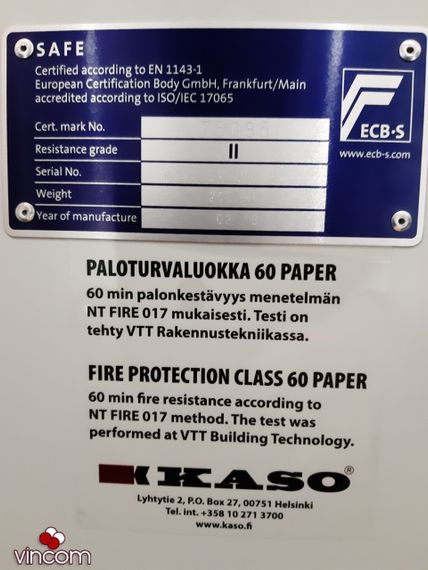 SAFE
Certified according to EN 1143-1
European Certification Body GmbH, Frankfurt/Main
accredited according to ISO/IEC 17065
ECB·S
www.ecb-s.com
Cert. mark No.
Resistance grade II
Serial No.
Weight
Year of manufacture
PALOTURVALUOKKA 60 PAPER
60 min palonkestävyys menetelmän
NT FIRE 017 mukaisesti. Testi on
tehty VTT Rakennustekniikassa.
FIRE PROTECTION CLASS 60 PAPER
60 min fire resistance according to
NT FIRE 017 method. The test was
performed at VTT Building Technology.
KASO®
Lyhtytie 2, P.O. Box 27, 00751 Helsinki
Tel. int. +358 10 271 3700
www.kaso.fi
vincom